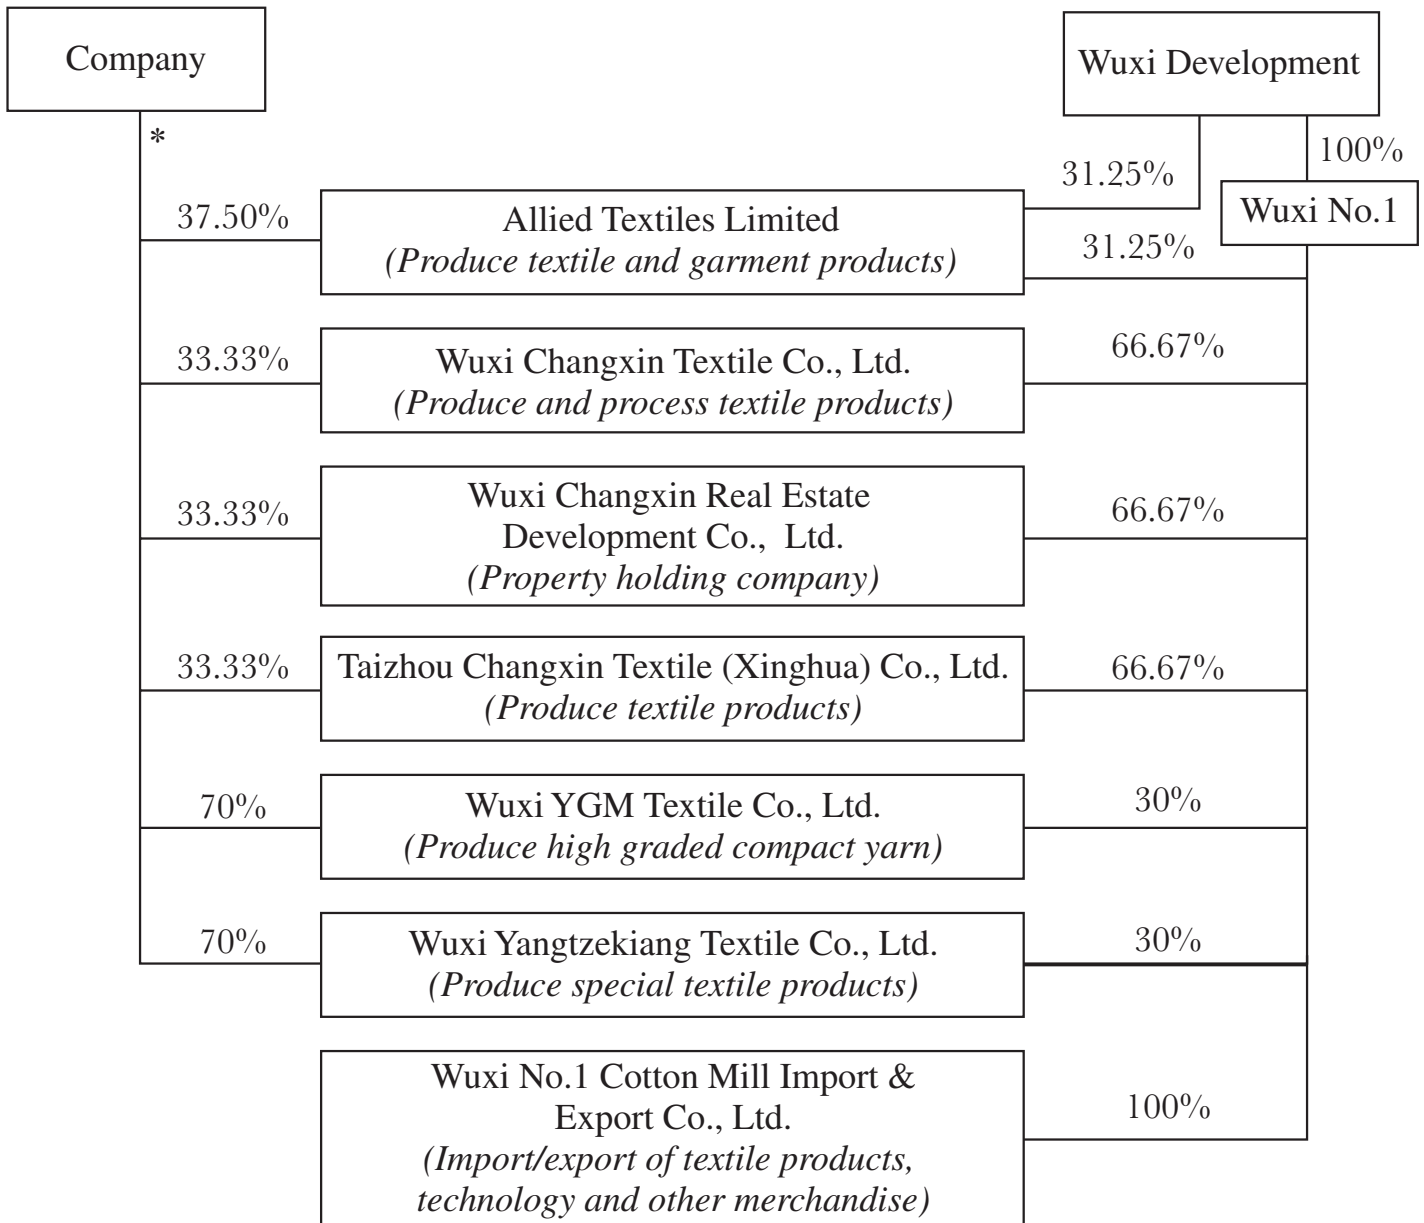 Company
Wuxi Development
*
100%
31.25%
Wuxi No.1
37.50%
Allied Textiles Limited
(Produce textile and garment products)
31.25%
33.33%
Wuxi Changxin Textile Co., Ltd.
(Produce and process textile products)
66.67%
33.33%
Wuxi Changxin Real Estate
Development Co., Ltd.
(Property holding company)
66.67%
33.33%
Taizhou Changxin Textile (Xinghua) Co., Ltd.
(Produce textile products)
66.67%
70%
Wuxi YGM Textile Co., Ltd.
(Produce high graded compact yarn)
30%
70%
Wuxi Yangtzekiang Textile Co., Ltd.
(Produce special textile products)
30%
Wuxi No.1 Cotton Mill Import &
Export Co., Ltd.
(Import/export of textile products,
technology and other merchandise)
100%